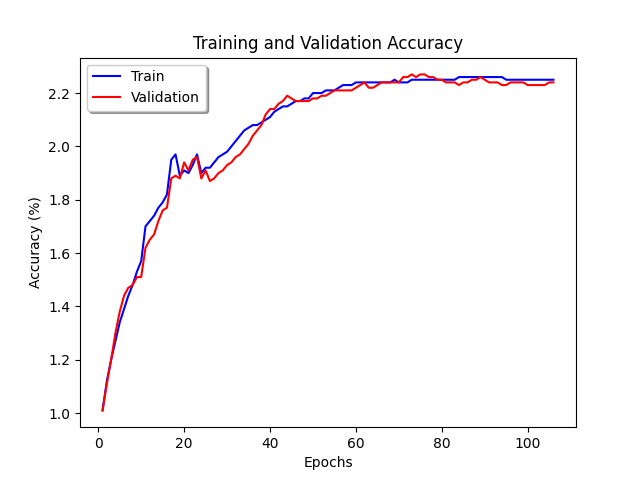 Training and Validation Accuracy
Train
Validation
2.2
2.0
1.8
1.6
1.4
1.2
1.0
Accuracy (%)
0 20 40 60 80 100
Epochs